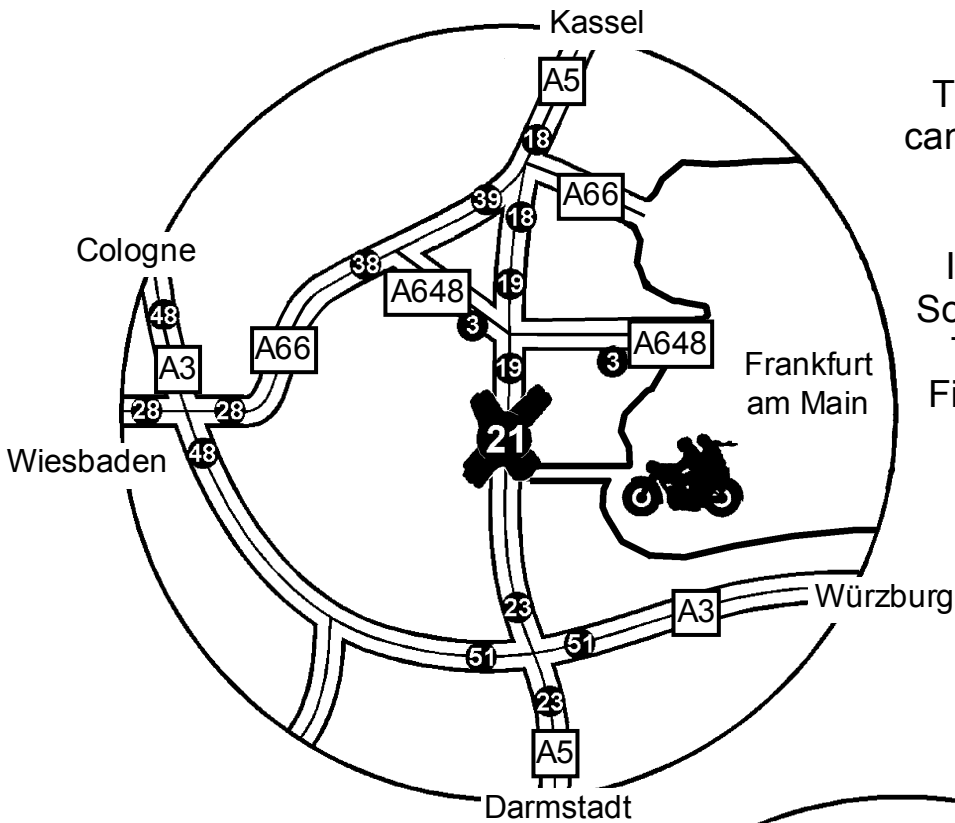 Kassel
A5
18
A66
39
18
Cologne
38
19
A648
48
3
A66
A648
3
A3
19
Frankfurt
am Main
28
28
21
Wiesbaden
48
23
A3
Würzburg
51
51
23
A5
Darmstadt